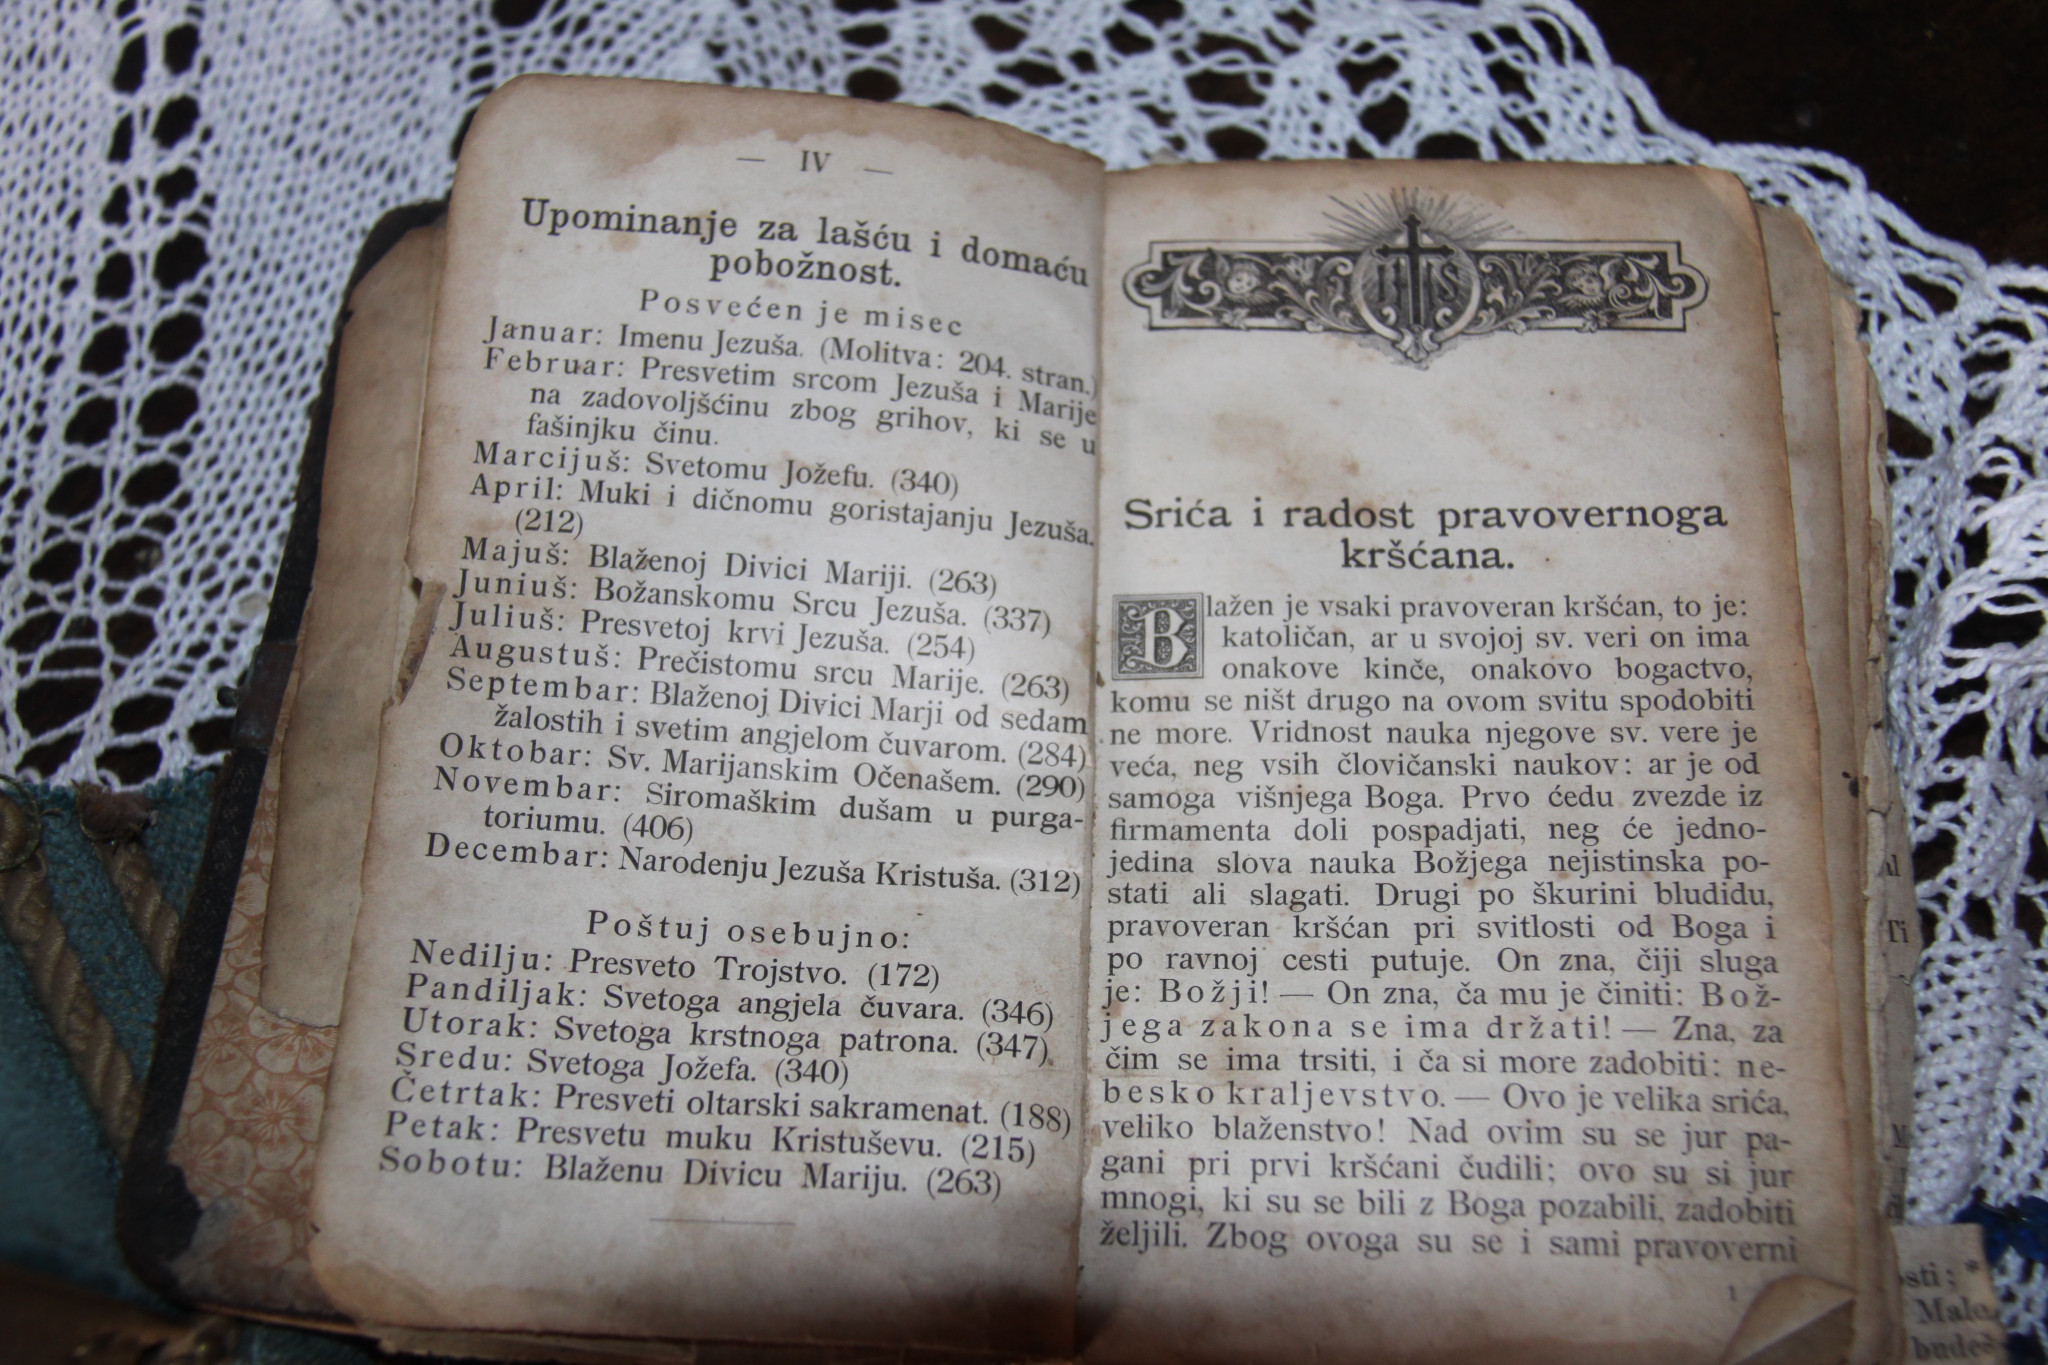 — IV —
Upominanje za lašću i domaću
pobožnost.
Posvećen je misec
Januar: Imenu Jezuša. (Molitva: 204. stran.)
Februar: Presvetim srcom Jezuša i Marije
na zadovoljšćinu zbog grihov, ki se u
fašinjku činu.
Marcijuš: Svetomu Jožefu. (340)
April: Muki i dičnomu goristajanju Jezuša.
(212)
Majuš: Blaženoj Divici Mariji. (263)
Juniuš: Božanskomu Srcu Jezuša. (337)
Juliuš: Presvetoj krvi Jezuša. (254)
Augustuš: Prečistomu srcu Marije. (263)
Septembar: Blaženoj Divici Marji od sedam
žalostih i svetim angjelom čuvarom. (284)
Oktobar: Sv. Marijanskim Očenašem. (290)
Novembar: Siromaškim dušam u purga-
toriumu. (406)
Decembar: Narodenju Jezuša Kristuša. (312)
Poštuj osebujno:
Nedilju: Presveto Trojstvo. (172)
Pandiljak: Svetoga angjela čuvara. (346)
Utorak: Svetoga krstnoga patrona. (347)
Sredu: Svetoga Jožefa. (340)
Četrtak: Presveti oltarski sakramenat. (188)
Petak: Presvetu muku Kristuševu. (215)
Sobotu: Blaženu Divicu Mariju. (263)
IHS
Srića i radost pravovernoga
kršćana.
Blažen je vsaki pravoveran kršćan, to je:
katoličan, ar u svojoj sv. veri on ima
onakove kinče, onakovo bogactvo,
komu se ništ drugo na ovom svitu spodobiti
ne more. Vridnost nauka njegove sv. vere je
veća, neg vsih človičanski naukov: ar je od
samoga višnjega Boga. Prvo ćedu zvezde iz
firmamenta doli pospadjati, neg će jedno-
jedina slova nauka Božjega nejistinska po-
stati ali slagati. Drugi po škurini bludidu,
pravoveran kršćan pri svitlosti od Boga i
po ravnoj cesti putuje. On zna, čiji sluga
je: Božji! — On zna, ča mu je činiti: Bož-
jega zakona se ima držati! — Zna, za
čim se ima trsiti, i ča si more zadobiti: ne-
besko kraljevstvo. — Ovo je velika srića,
veliko blaženstvo! Nad ovim su se jur pa-
gani pri prvi kršćani čudili; ovo su si jur
mnogi, ki su se bili z Boga pozabili, zadobiti
željili. Zbog ovoga su se i sami pravoverni
1